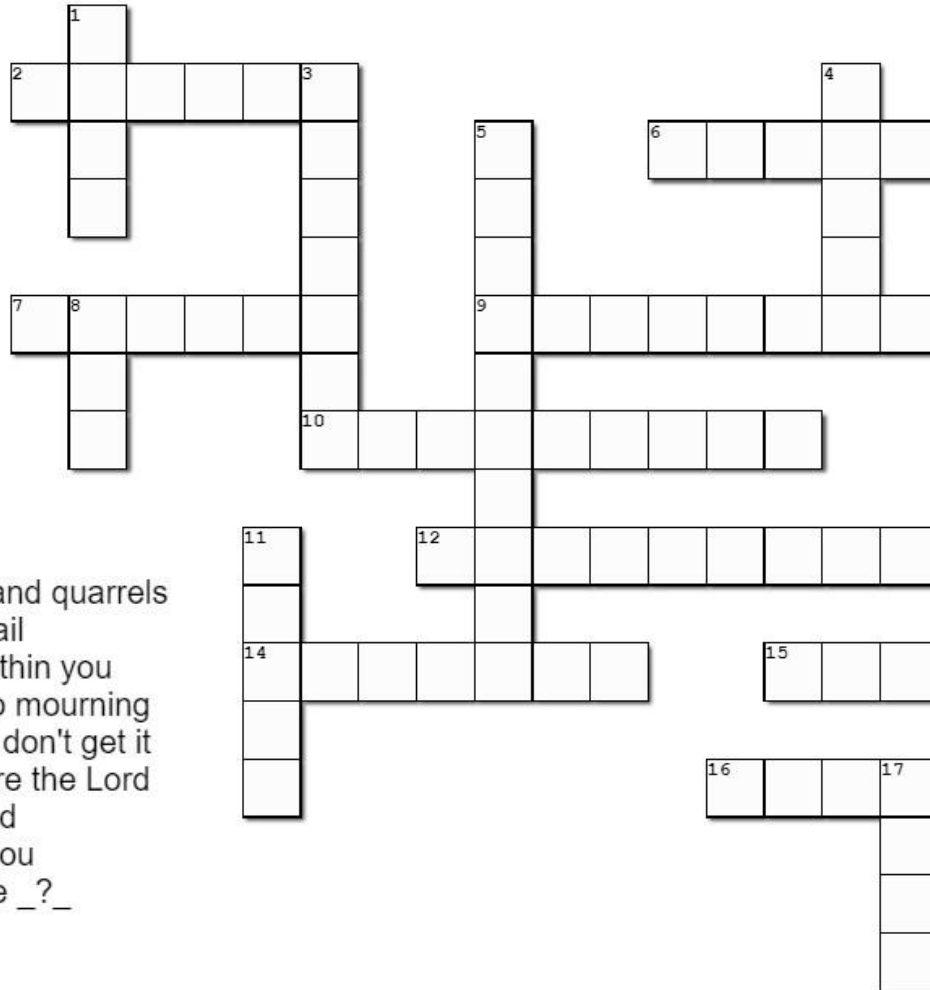 1
2 3 4
5 6
7 8 9
10
11 12
and quarrels
ail
thin you
o mourning
don't get it
re the Lord
d
ou
e _?_
14 15
16 17